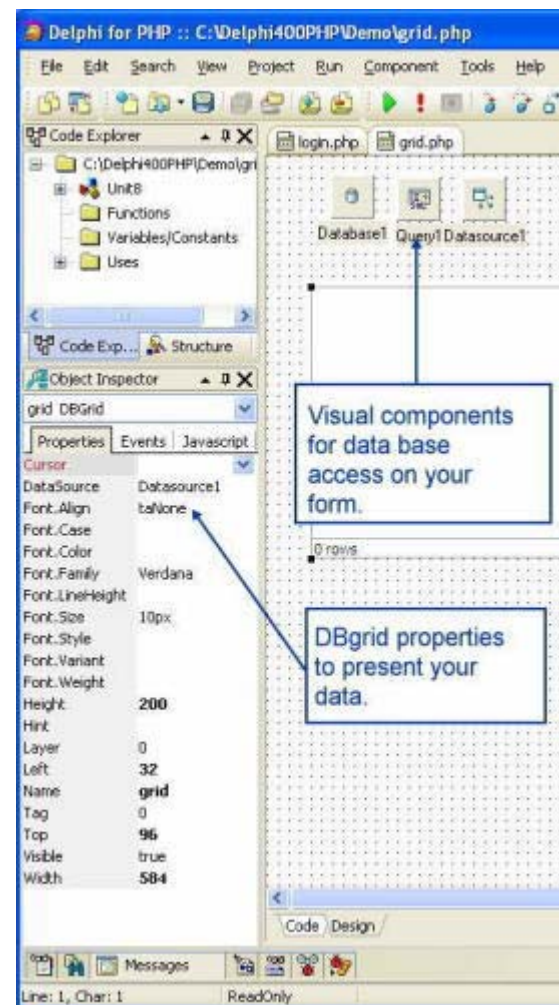 Delphi for PHP :: C:\Delphi400PHP\Demo\grid.php
File Edit Search View Project Run Component Tools Help
Code Explorer
C:\Delphi400PHP\Demo\gri
Unit8
Functions
Variables/Constants
Uses
Code Exp... Structure
Object Inspector
grid DBGrid
Properties Events Javascript
Cursor
DataSource Datasource1
Font.Align taNone
Font.Case
Font.Color
Font.Family Verdana
Font.LineHeight
Font.Size 10px
Font.Style
Font.Variant
Font.Weight
Height 200
Hint
Layer 0
Left 32
Name grid
Tag 0
Top 96
Visible true
Width 584
login.php grid.php
Database1 Query1 Datasource1
Visual components
for data base
access on your
form.
0 rows
DBgrid properties
to present your
data.
Code Design
Messages
Line: 1, Char: 1 ReadOnly